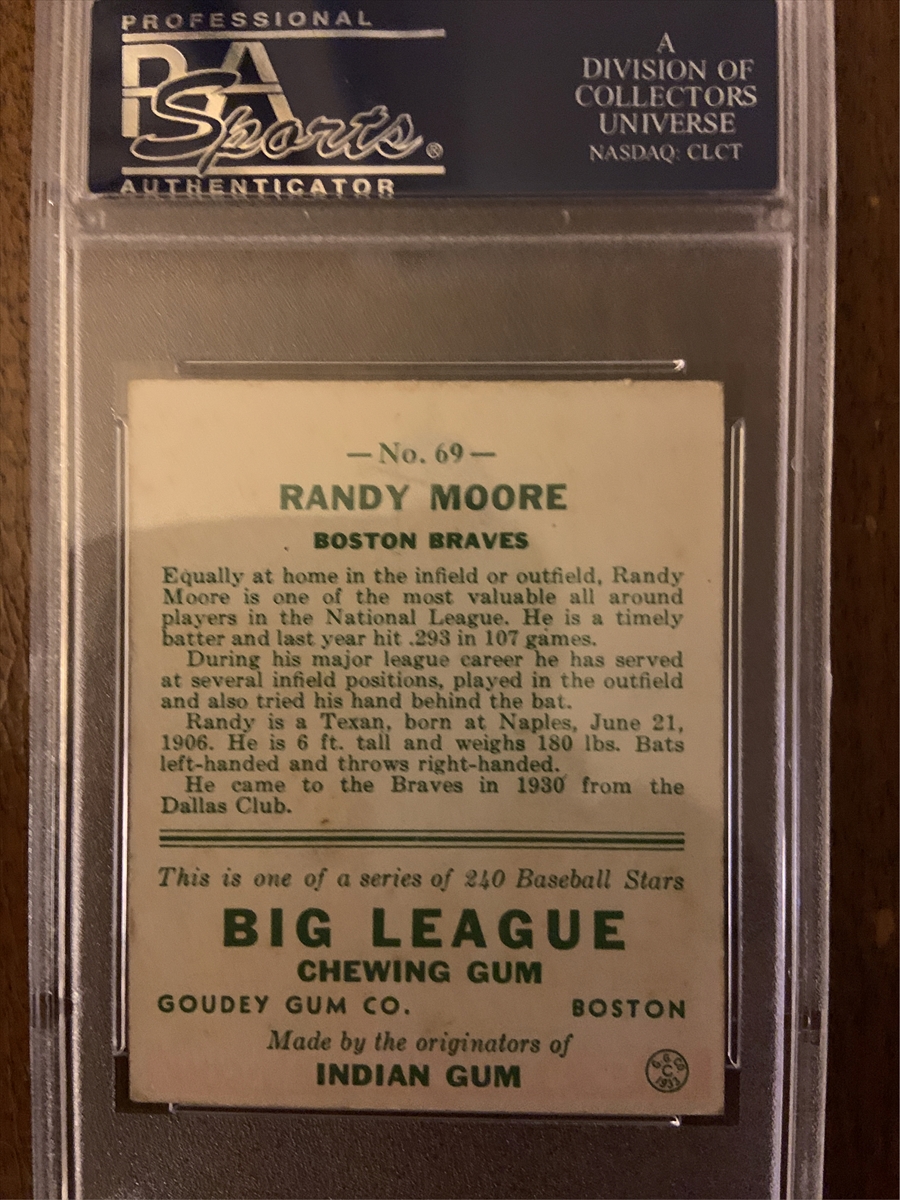 PROFESSIONAL
PSA
Sports®
AUTHENTICATOR
A
DIVISION OF
COLLECTORS
UNIVERSE
NASDAQ: CLCT
— No. 69 —
RANDY MOORE
BOSTON BRAVES
Equally at home in the infield or outfield, Randy
Moore is one of the most valuable all around
players in the National League. He is a timely
batter and last year hit .293 in 107 games.
During his major league career he has served
at several infield positions, played in the outfield
and also tried his hand behind the bat.
Randy is a Texan, born at Naples, June 21,
1906. He is 6 ft. tall and weighs 180 lbs. Bats
left-handed and throws right-handed.
He came to the Braves in 1930 from the
Dallas Club.
This is one of a series of 240 Baseball Stars
BIG LEAGUE
CHEWING GUM
GOUDEY GUM CO. BOSTON
Made by the originators of
INDIAN GUM
G.G.CO.
C
1933